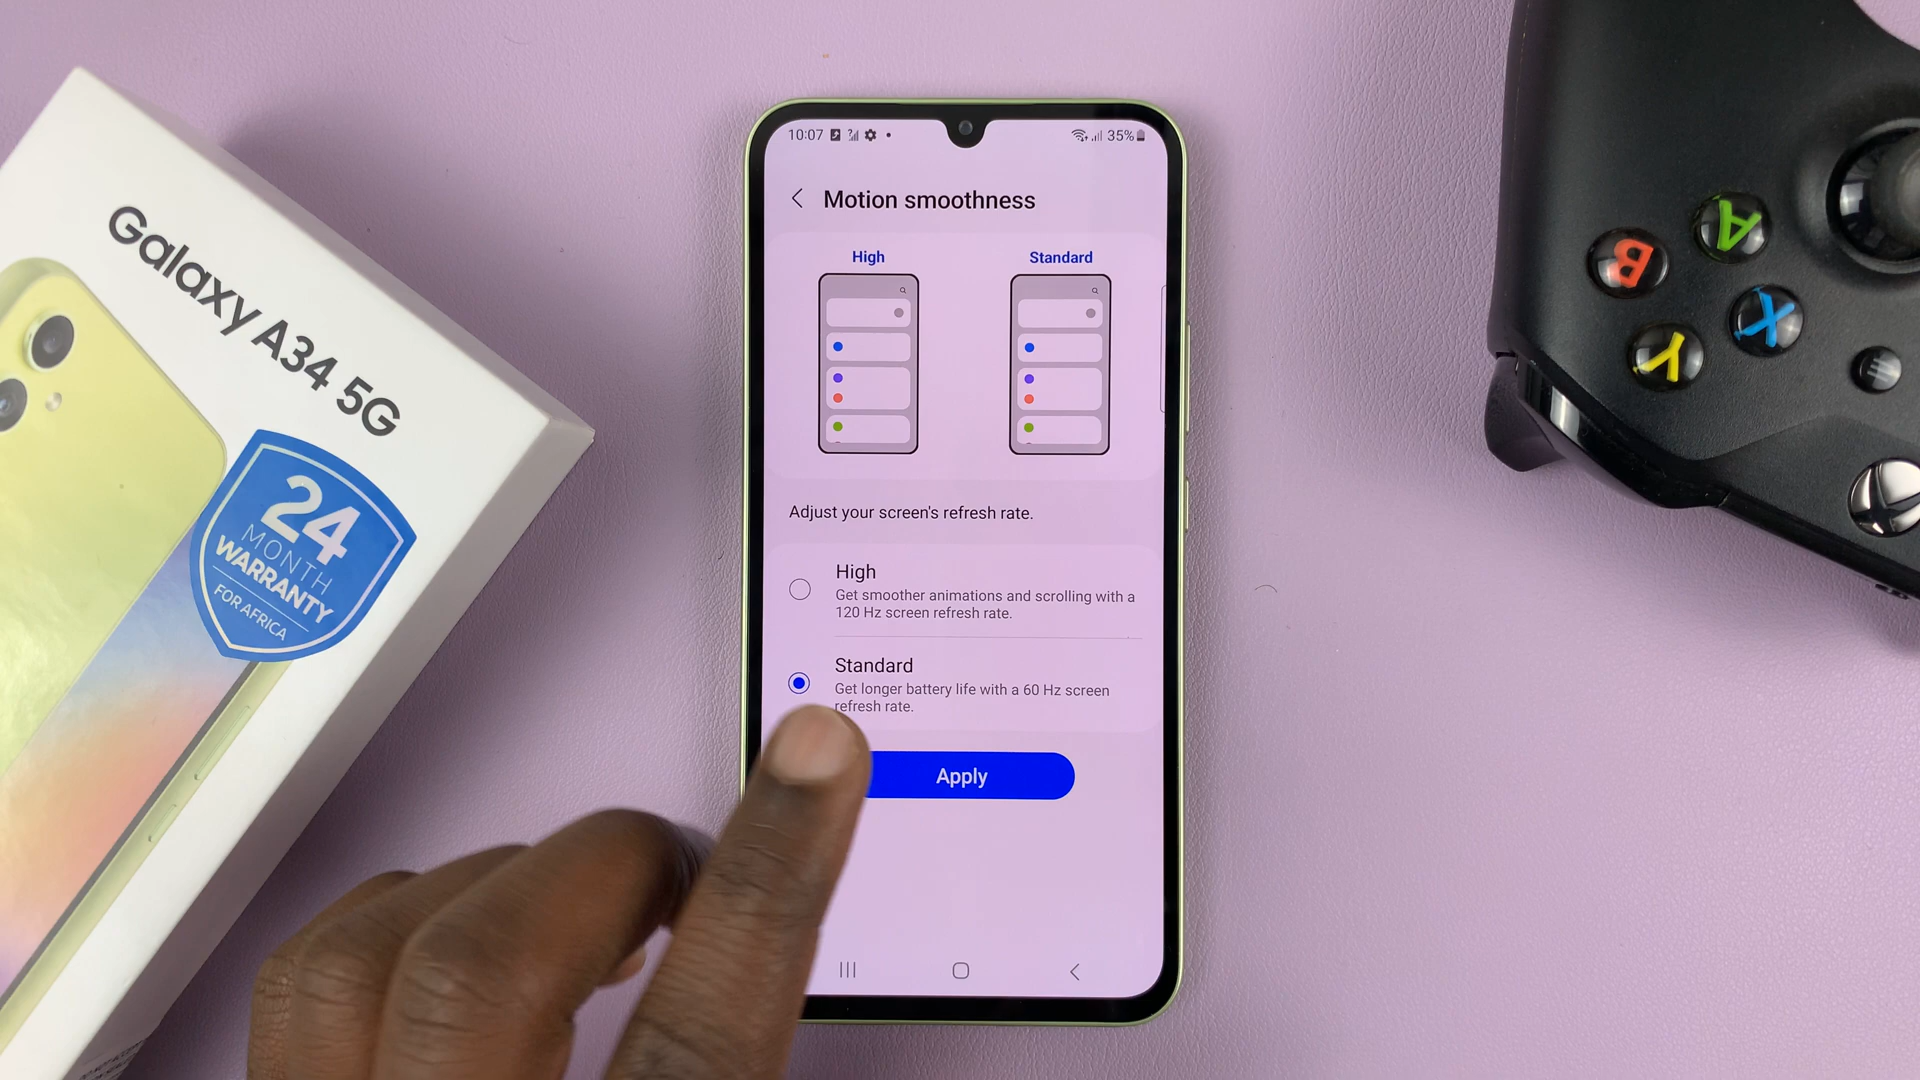 Galaxy A34 5G
24
MONTH
WARRANTY
FOR AFRICA
10:07
35%
Motion smoothness
High
Standard
Adjust your screen's refresh rate.
High
Get smoother animations and scrolling with a
120 Hz screen refresh rate.
Standard
Get longer battery life with a 60 Hz screen
refresh rate.
Apply
A
B
X
Y